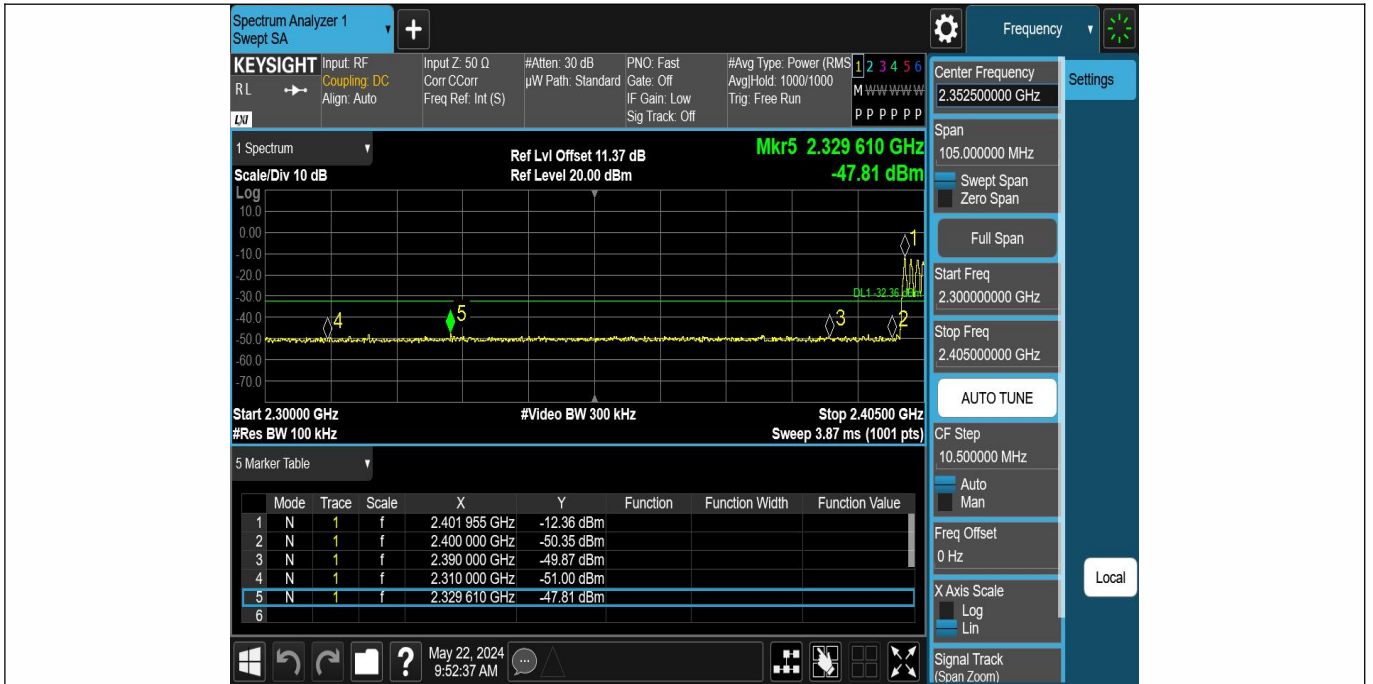 Spectrum Analyzer 1
Swept SA
+
Frequency
KEYSIGHT
RL
LXI
Input: RF
Coupling: DC
Align: Auto
Input Z: 50 Ω
Corr CCorr
Freq Ref: Int (S)
#Atten: 30 dB
µW Path: Standard
PNO: Fast
Gate: Off
IF Gain: Low
Sig Track: Off
#Avg Type: Power (RMS
Avg|Hold: 1000/1000
Trig: Free Run
1 2 3 4 5 6
M W W W W W
P P P P P P
Center Frequency
2.352500000 GHz
Settings
Span
105.000000 MHz
Swept Span
Zero Span
Full Span
Start Freq
2.300000000 GHz
Stop Freq
2.405000000 GHz
AUTO TUNE
CF Step
10.500000 MHz
Auto
Man
Freq Offset
0 Hz
X Axis Scale
Log
Lin
Signal Track
(Span Zoom)
Local
1 Spectrum
Scale/Div 10 dB
Ref Lvl Offset 11.37 dB
Ref Level 20.00 dBm
Mkr5 2.329 610 GHz
-47.81 dBm
Log
10.0
0.00
-10.0
-20.0
-30.0
-40.0
-50.0
-60.0
-70.0
1
DL1 -32.36 dBm
4
5
3
2
Start 2.30000 GHz
#Res BW 100 kHz
#Video BW 300 kHz
Stop 2.40500 GHz
Sweep 3.87 ms (1001 pts)
5 Marker Table
Mode Trace Scale X Y Function Function Width Function Value
1 N 1 f 2.401 955 GHz -12.36 dBm
2 N 1 f 2.400 000 GHz -50.35 dBm
3 N 1 f 2.390 000 GHz -49.87 dBm
4 N 1 f 2.310 000 GHz -51.00 dBm
5 N 1 f 2.329 610 GHz -47.81 dBm
6
?
May 22, 2024
9:52:37 AM